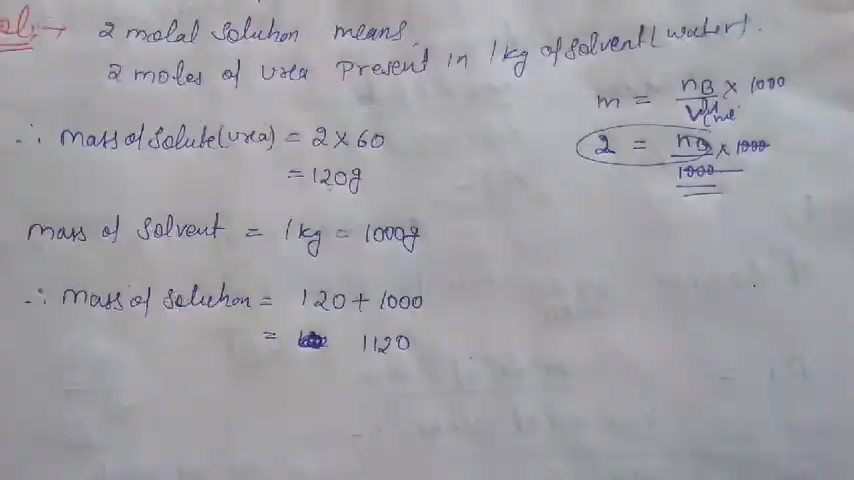 Sol:→ 2 molal solution means,
2 moles of urea present in 1kg of solvent (water).
∴ mass of solute (urea) = 2 × 60
= 120g
mass of solvent = 1kg = 1000g
∴ mass of solution = 120 + 1000
= 1120
m = nB/ × 1000
2 = nB/1000 × 1000